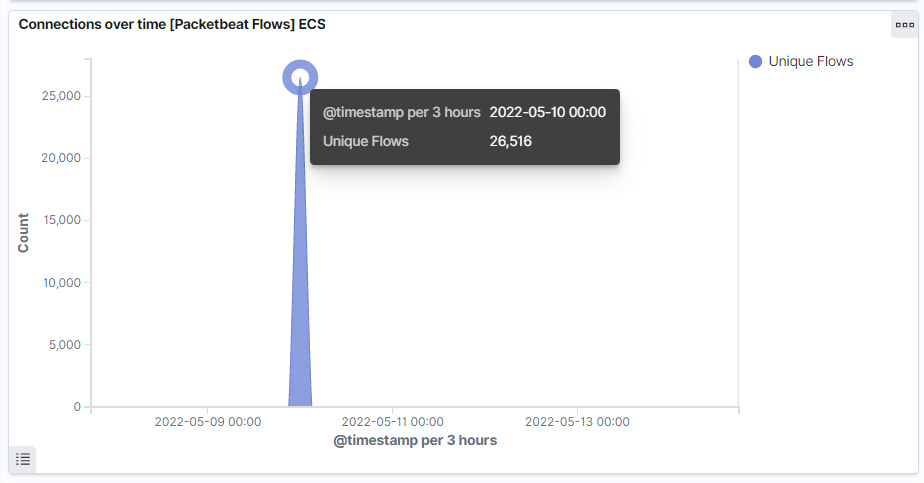 Connections over time [Packetbeat Flows] ECS
Unique Flows
@timestamp per 3 hours 2022-05-10 00:00
Unique Flows 26,516
25,000
20,000
15,000
10,000
5,000
0
Count
2022-05-09 00:00 2022-05-11 00:00 2022-05-13 00:00
@timestamp per 3 hours